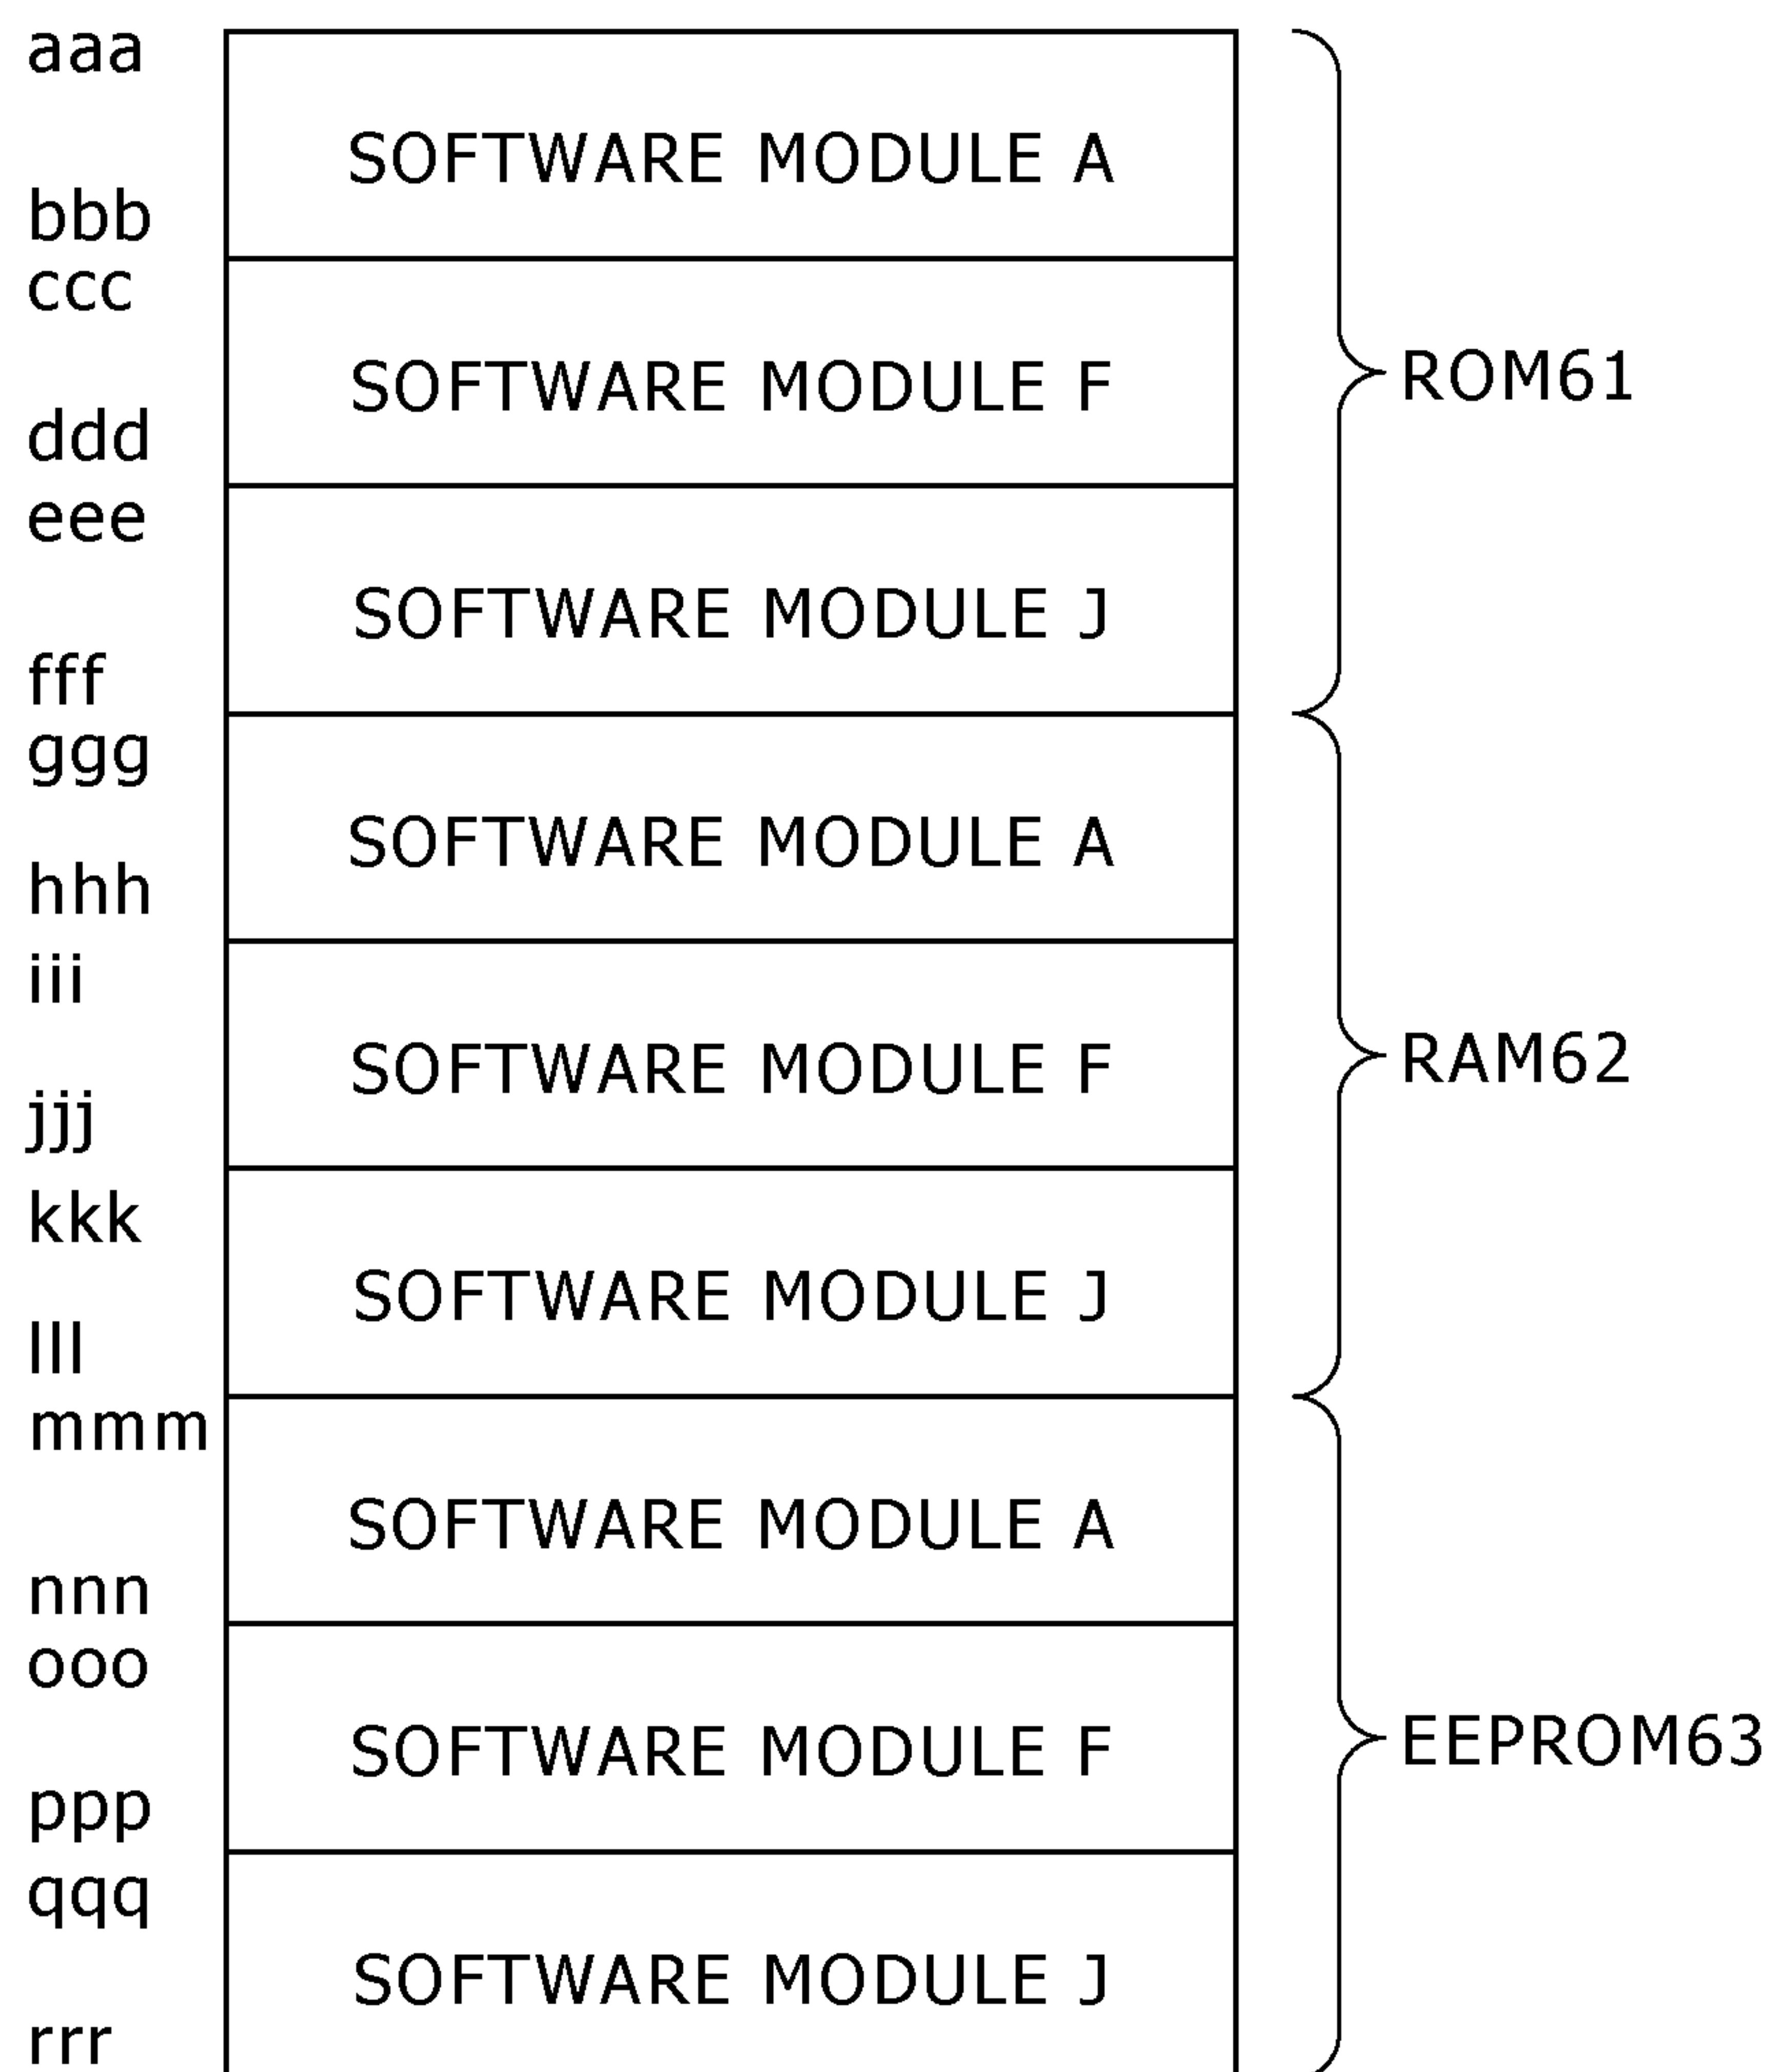 aaa
SOFTWARE MODULE A
bbb
ccc
SOFTWARE MODULE F
ROM61
ddd
eee
SOFTWARE MODULE J
fff
ggg
SOFTWARE MODULE A
hhh
iii
SOFTWARE MODULE F
RAM62
jjj
kkk
SOFTWARE MODULE J
lll
mmm
SOFTWARE MODULE A
nnn
ooo
SOFTWARE MODULE F
EEPROM63
ppp
qqq
SOFTWARE MODULE J
rrr